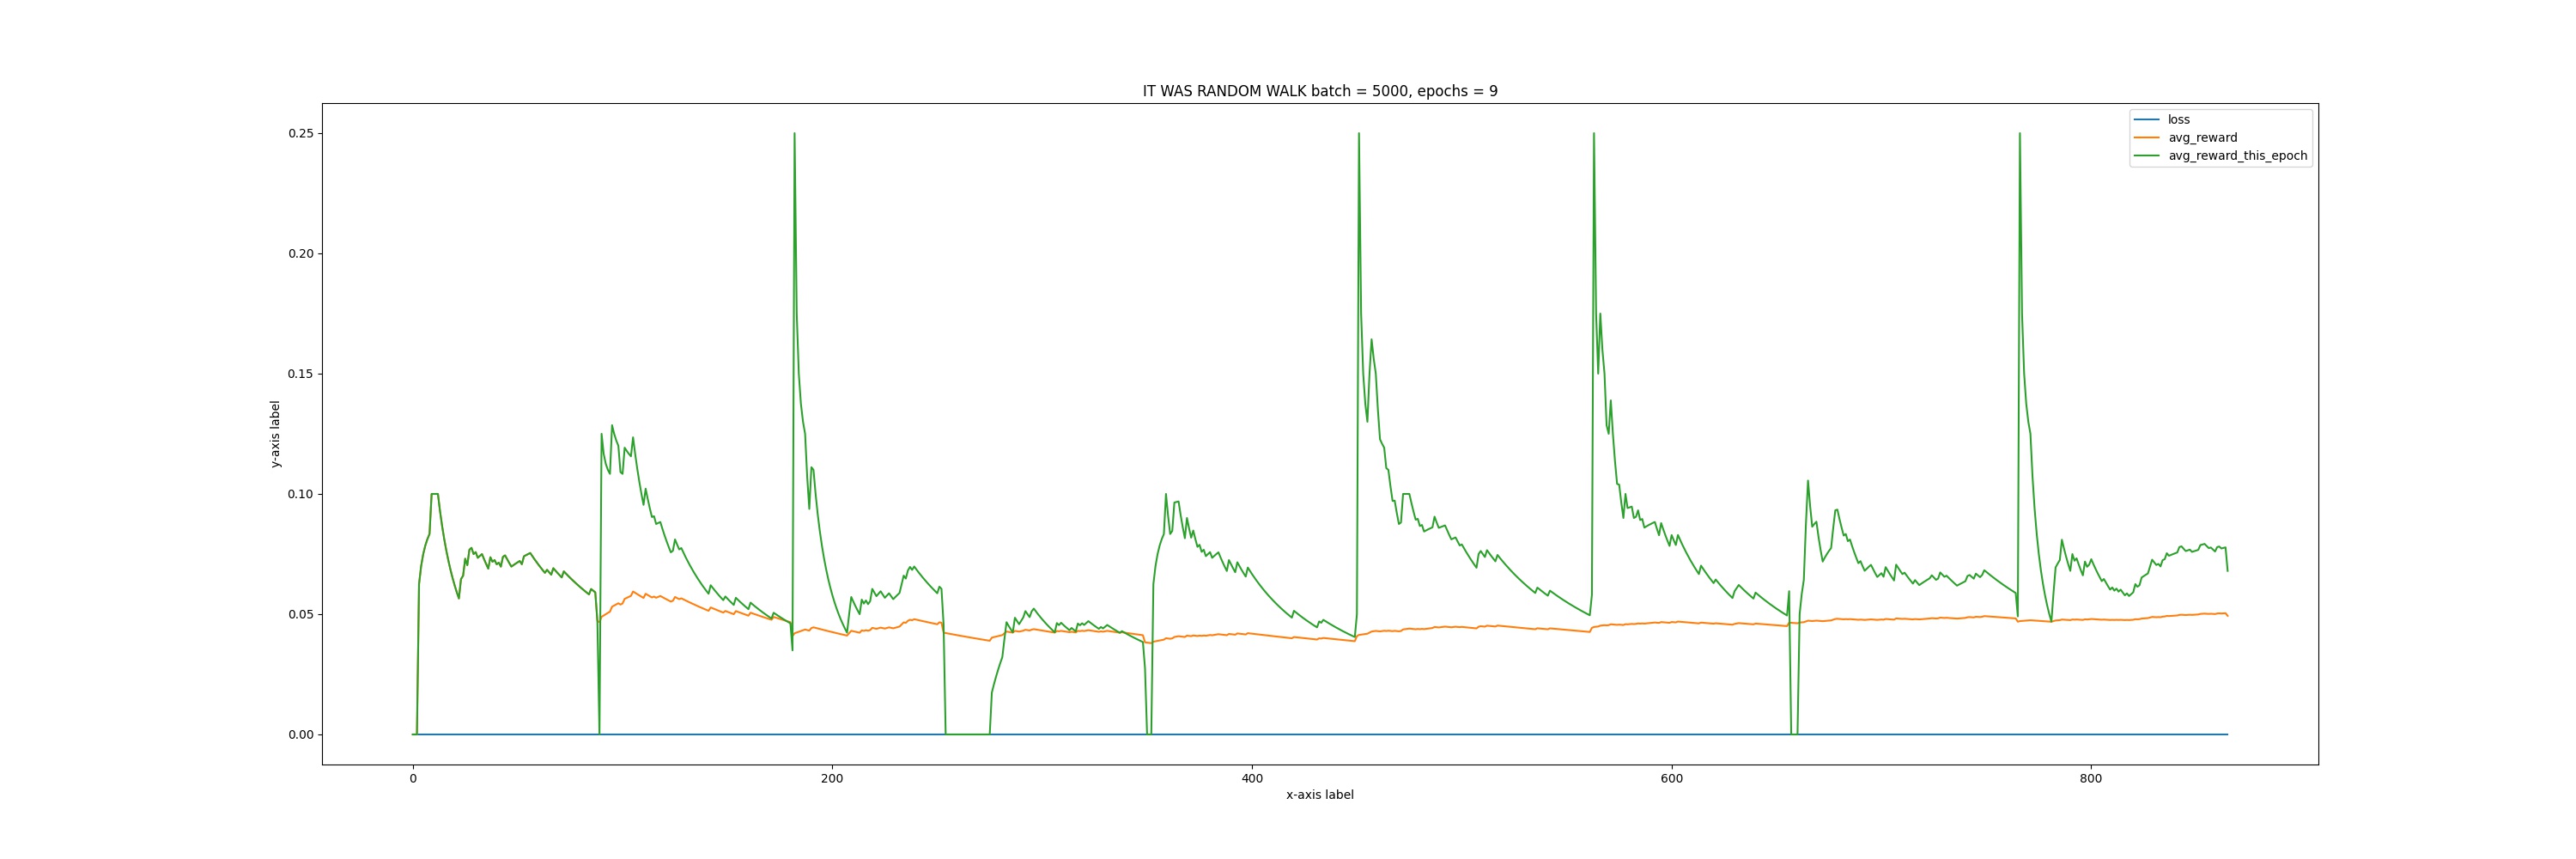 IT WAS RANDOM WALK batch = 5000, epochs = 9
loss
avg_reward
avg_reward_this_epoch
0.25
0.20
0.15
0.10
0.05
0.00
y-axis label
0 200 400 600 800
x-axis label